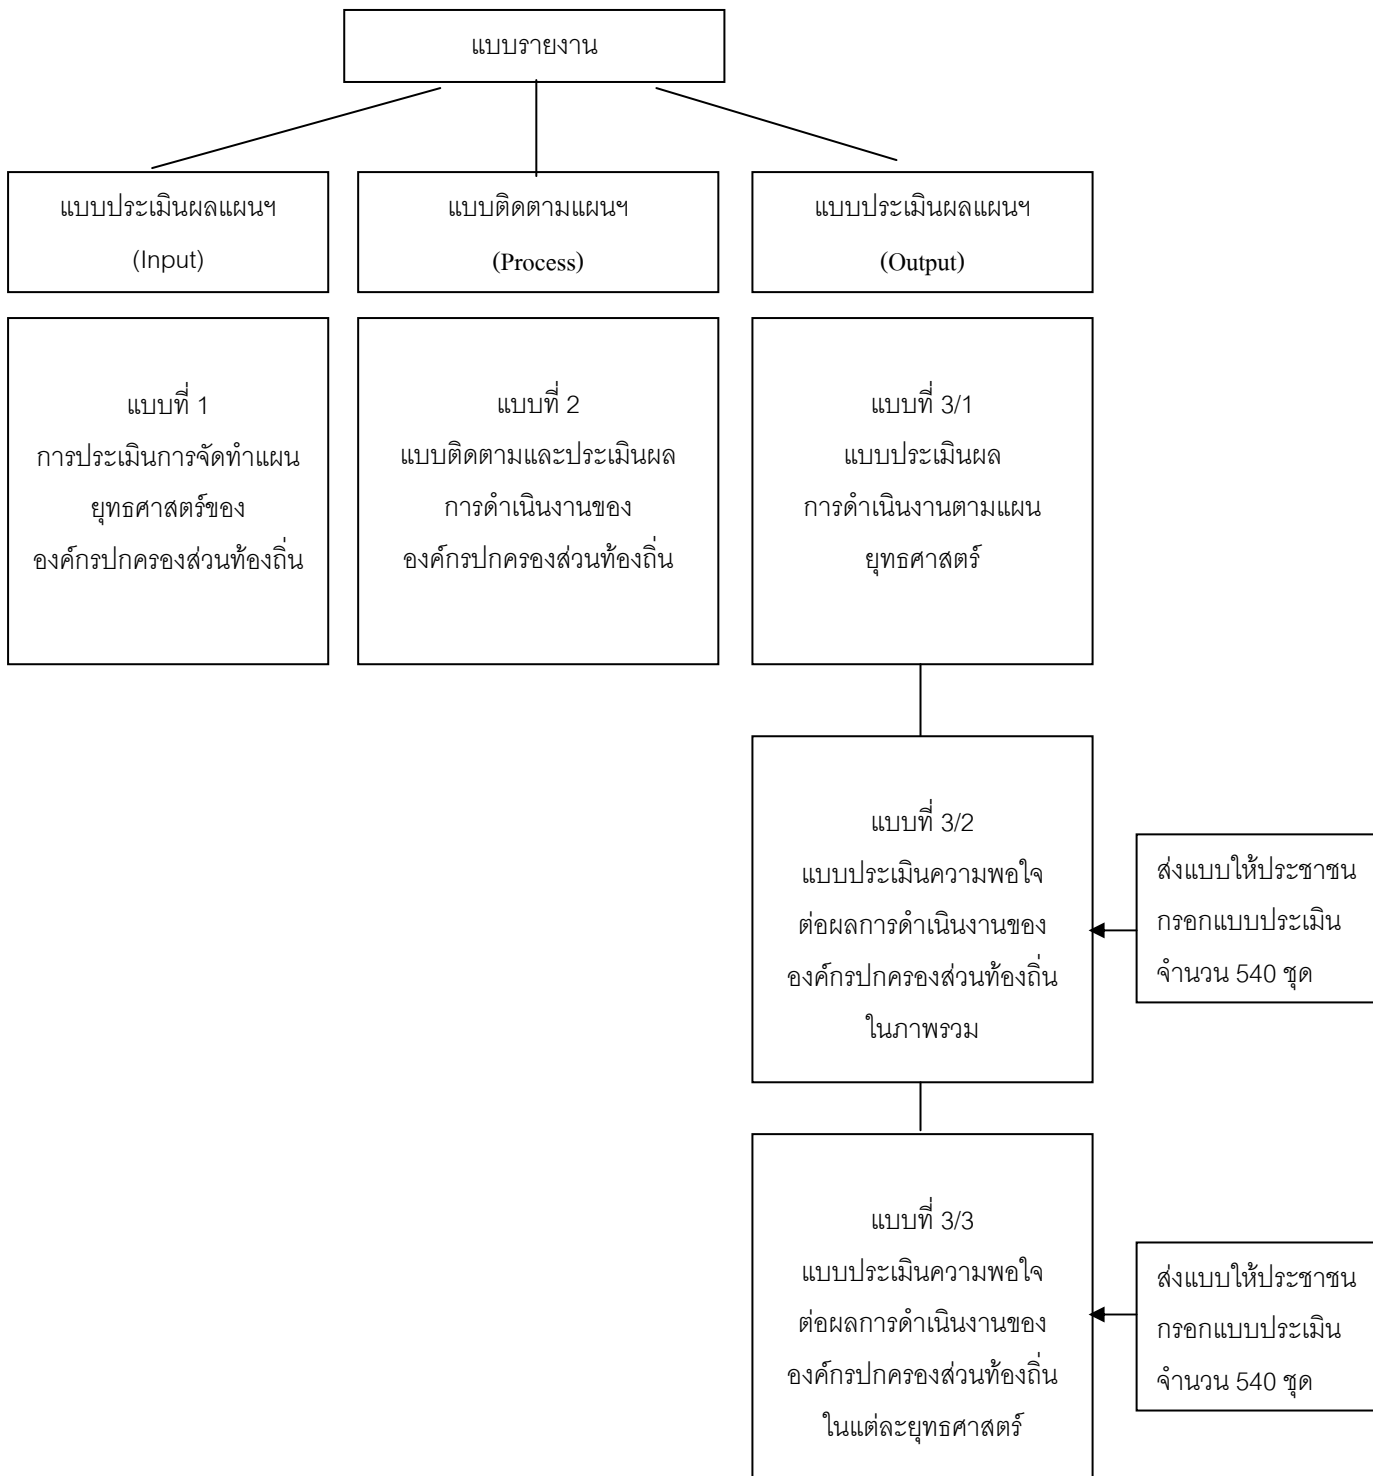 แบบรายงาน
แบบประเมินผลแผนฯ
(Input)
แบบติดตามแผนฯ
(Process)
แบบประเมินผลแผนฯ
(Output)
แบบที่ 1
การประเมินการจัดทำแผน
ยุทธศาสตร์ของ
องค์กรปกครองส่วนท้องถิ่น
แบบที่ 2
แบบติดตามและประเมินผล
การดำเนินงานของ
องค์กรปกครองส่วนท้องถิ่น
แบบที่ 3/1
แบบประเมินผล
การดำเนินงานตามแผน
ยุทธศาสตร์
แบบที่ 3/2
แบบประเมินความพอใจ
ต่อผลการดำเนินงานของ
องค์กรปกครองส่วนท้องถิ่น
ในภาพรวม
ส่งแบบให้ประชาชน
กรอกแบบประเมิน
จำนวน 540 ชุด
แบบที่ 3/3
แบบประเมินความพอใจ
ต่อผลการดำเนินงานของ
องค์กรปกครองส่วนท้องถิ่น
ในแต่ละยุทธศาสตร์
ส่งแบบให้ประชาชน
กรอกแบบประเมิน
จำนวน 540 ชุด